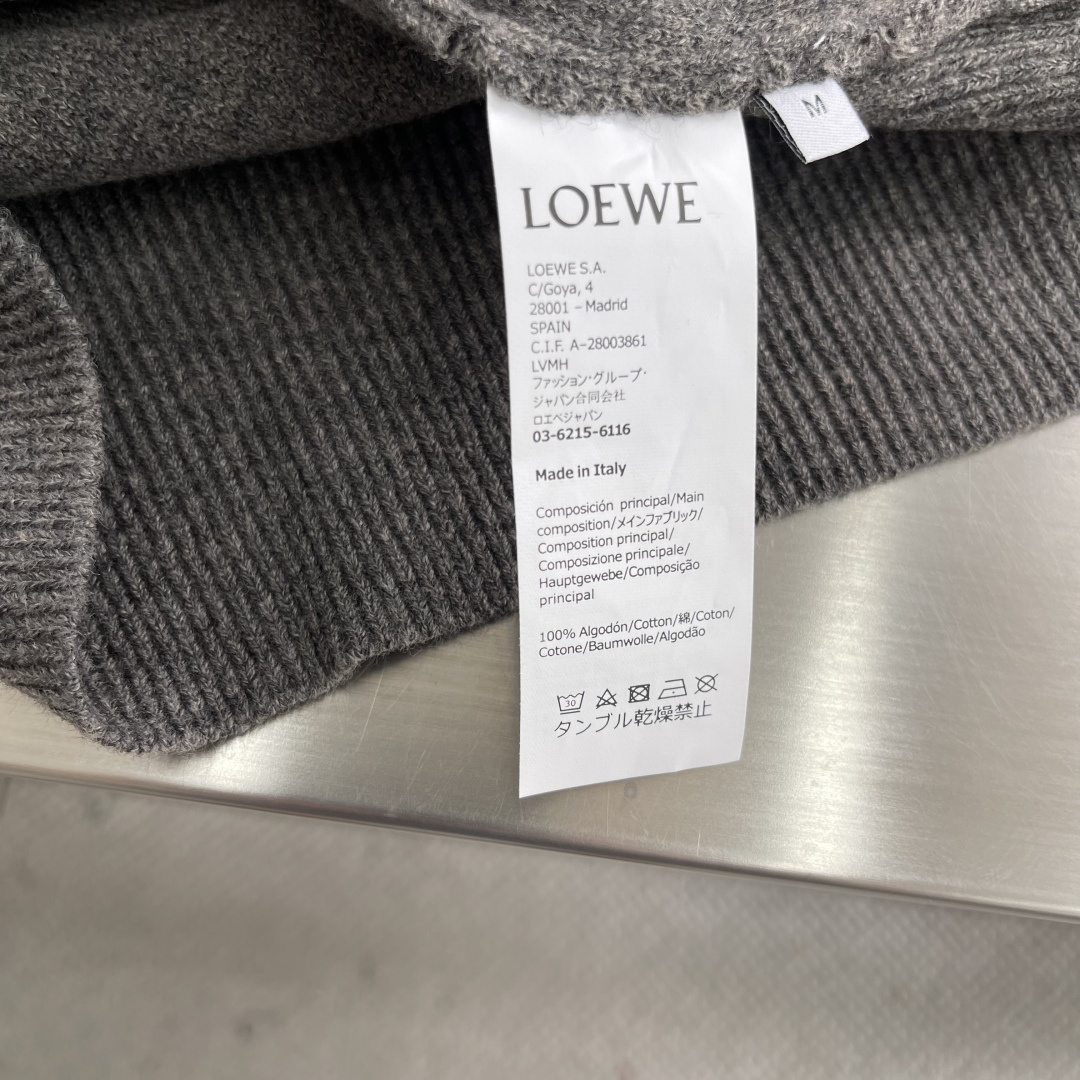 M
LOEWE
LOEWE S.A.
C/Goya, 4
28001 – Madrid
SPAIN
C.I.F. A-28003861
LVMH
ファッション・グループ・
ジャパン合同会社
ロエベジャパン
03-6215-6116
Made in Italy
Composición principal/Main
composition/メインファブリック/
Composition principal/
Composizione principale/
Hauptgewebe/Composição
principal
100% Algodón/Cotton/綿/Coton/
Cotone/Baumwolle/Algodão
30
タンブル乾燥禁止